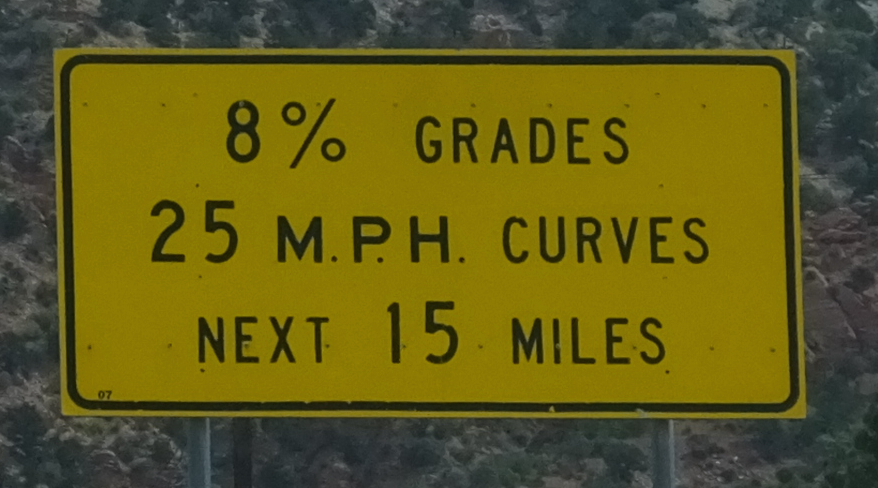 8% GRADES
25 M.P.H. CURVES
NEXT 15 MILES
07